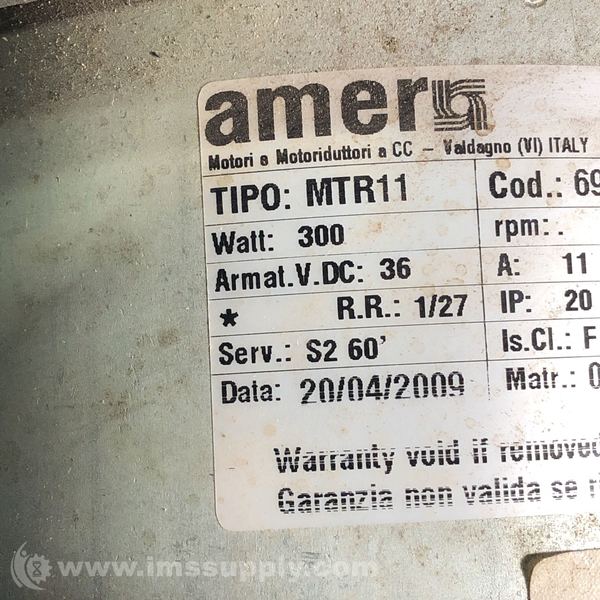 amer
Motori e Motoriduttori a CC – Valdagno (VI) ITALY
TIPO: MTR11 Cod.: 69
Watt: 300 rpm: .
Armat.V.DC: 36 A: 11
* R.R.: 1/27 IP: 20
Serv.: S2 60' Is.Cl.: F
Data: 20/04/2009 Matr.: 0
Warranty void if removed
Garanzia non valida se
www.imssupply.com